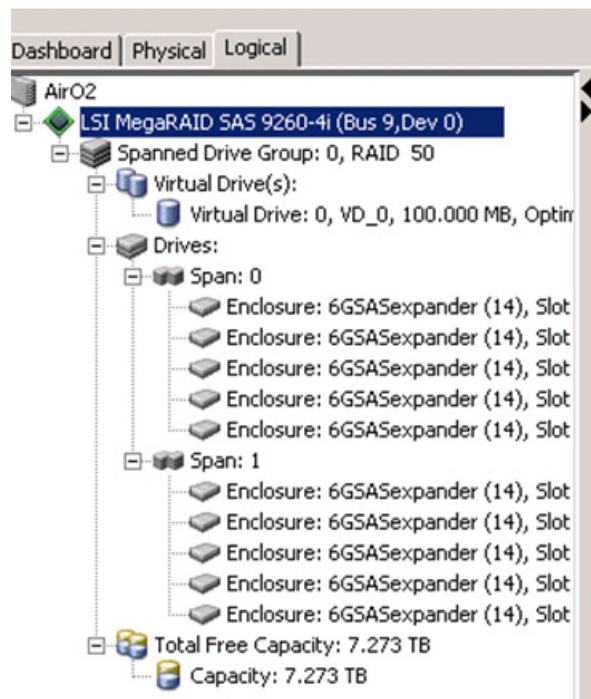 Dashboard Physical Logical
AirO2
LSI MegaRAID SAS 9260-4i (Bus 9,Dev 0)
Spanned Drive Group: 0, RAID 50
Virtual Drive(s):
Virtual Drive: 0, VD_0, 100.000 MB, Optim
Drives:
Span: 0
Enclosure: 6GSASexpander (14), Slot
Enclosure: 6GSASexpander (14), Slot
Enclosure: 6GSASexpander (14), Slot
Enclosure: 6GSASexpander (14), Slot
Enclosure: 6GSASexpander (14), Slot
Span: 1
Enclosure: 6GSASexpander (14), Slot
Enclosure: 6GSASexpander (14), Slot
Enclosure: 6GSASexpander (14), Slot
Enclosure: 6GSASexpander (14), Slot
Enclosure: 6GSASexpander (14), Slot
Total Free Capacity: 7.273 TB
Capacity: 7.273 TB